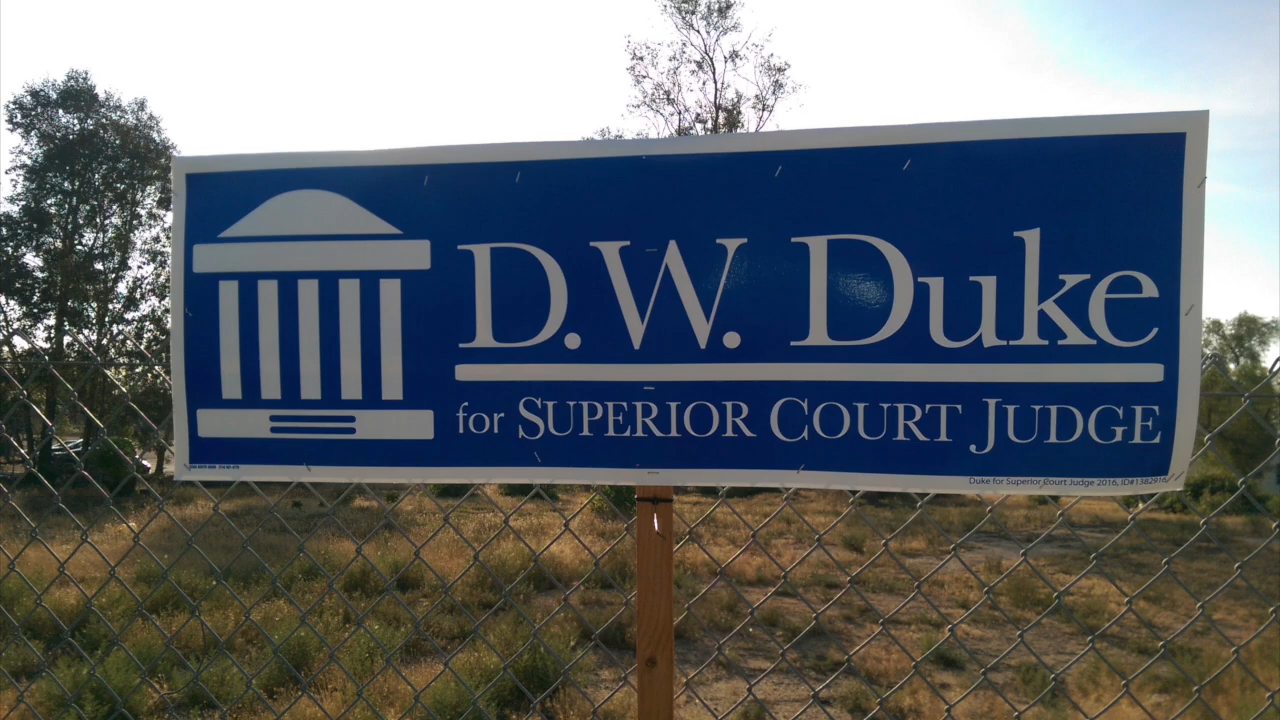 D.W. Duke
for SUPERIOR COURT JUDGE
Duke for Superior Court Judge 2016, ID#1382916